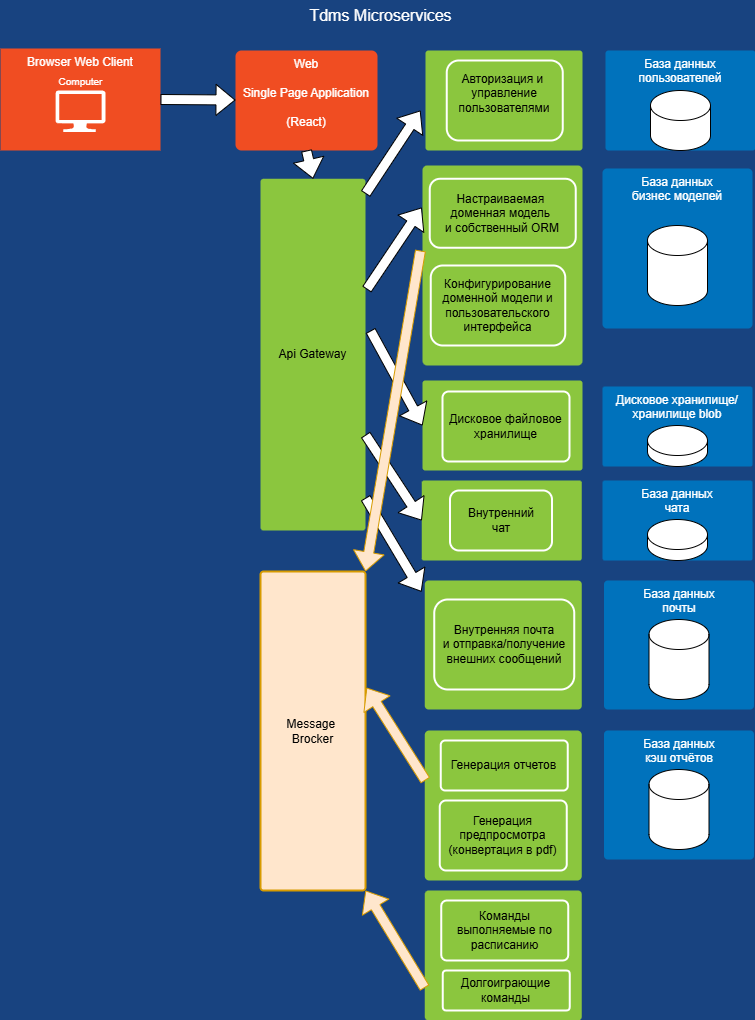 Tdms Microservices
Browser Web Client
Computer
Web
Single Page Application
(React)
Авторизация и
управление
пользователями
База данных
пользователей
Настраиваемая
доменная модель
и собственный ORM
Конфигурирование
доменной модели и
пользовательского
интерфейса
База данных
бизнес моделей
Api Gateway
Дисковое файловое
хранилище
Дисковое хранилище/
хранилище blob
Внутренний
чат
База данных
чата
Внутренняя почта
и отправка/получение
внешних сообщений
База данных
почты
Message
Brocker
Генерация отчетов
Генерация
предпросмотра
(конвертация в pdf)
База данных
кэш отчётов
Команды
выполняемые по
расписанию
Долгоиграющие
команды